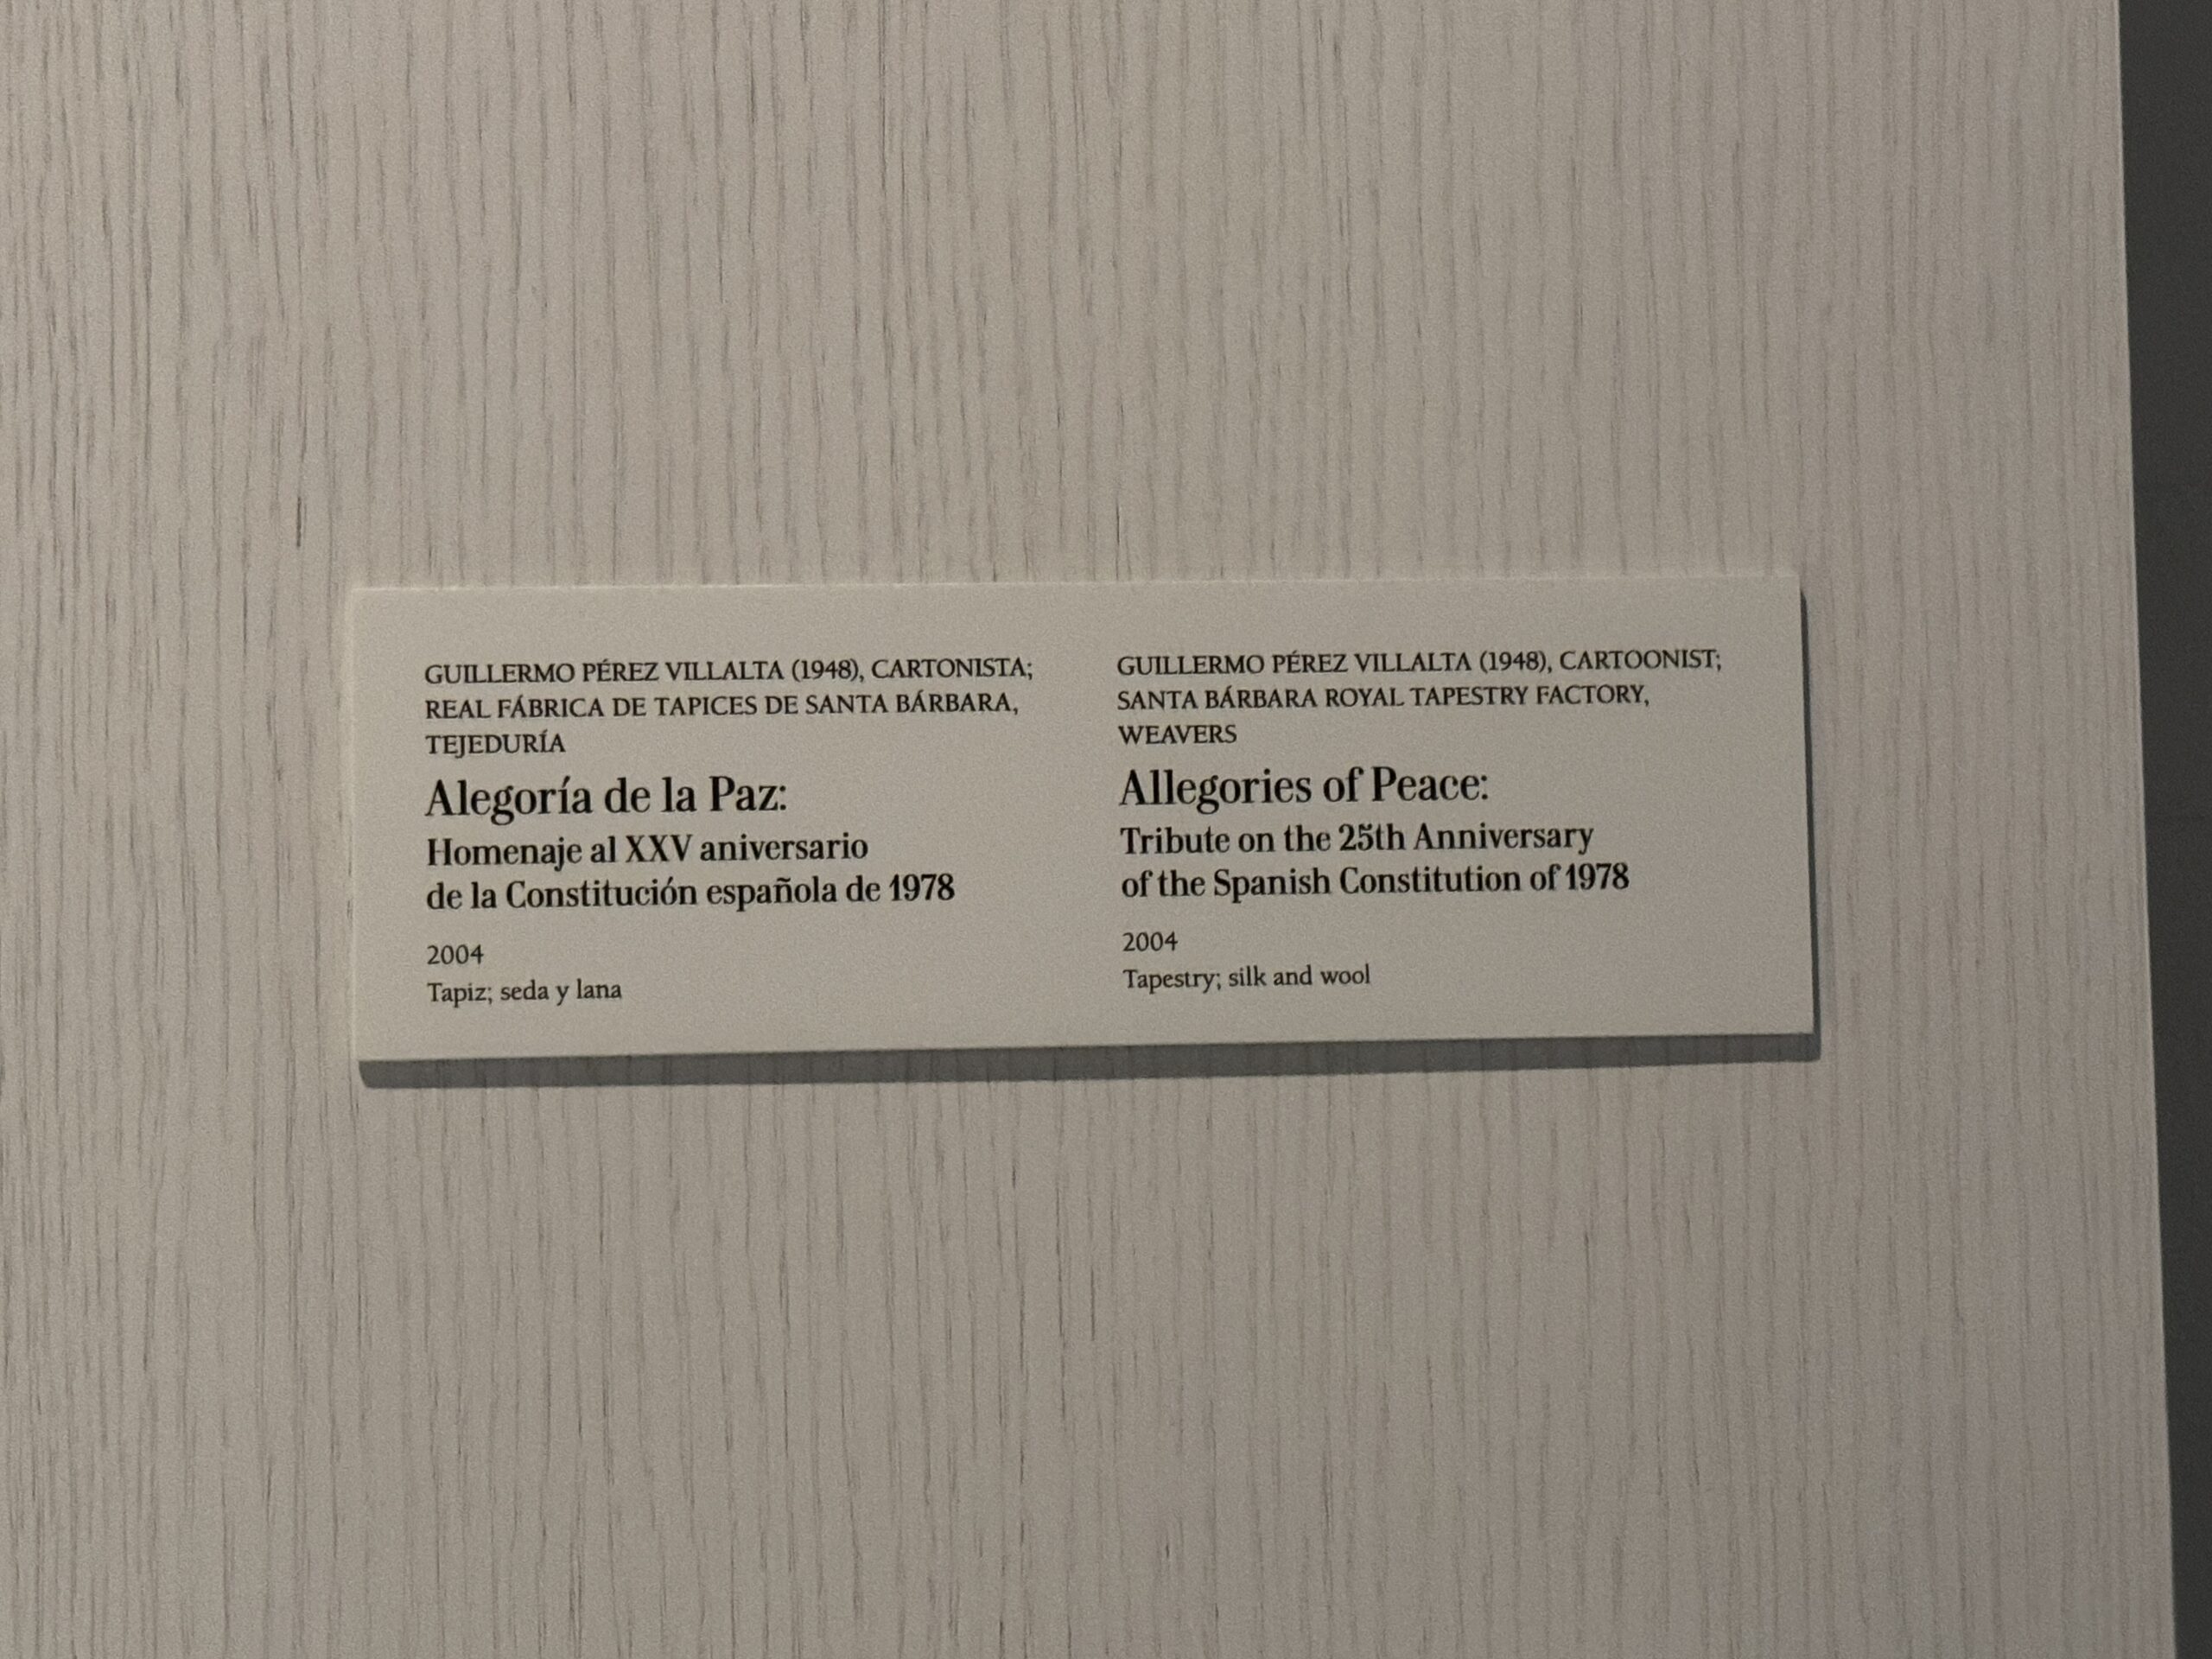 GUILLERMO PÉREZ VILLALTA (1948), CARTONISTA;
REAL FÁBRICA DE TAPICES DE SANTA BÁRBARA,
TEJEDURÍA
Alegoría de la Paz:
Homenaje al XXV aniversario
de la Constitución española de 1978
2004
Tapiz; seda y lana
GUILLERMO PÉREZ VILLALTA (1948), CARTOONIST;
SANTA BÁRBARA ROYAL TAPESTRY FACTORY,
WEAVERS
Allegories of Peace:
Tribute on the 25th Anniversary
of the Spanish Constitution of 1978
2004
Tapestry; silk and wool